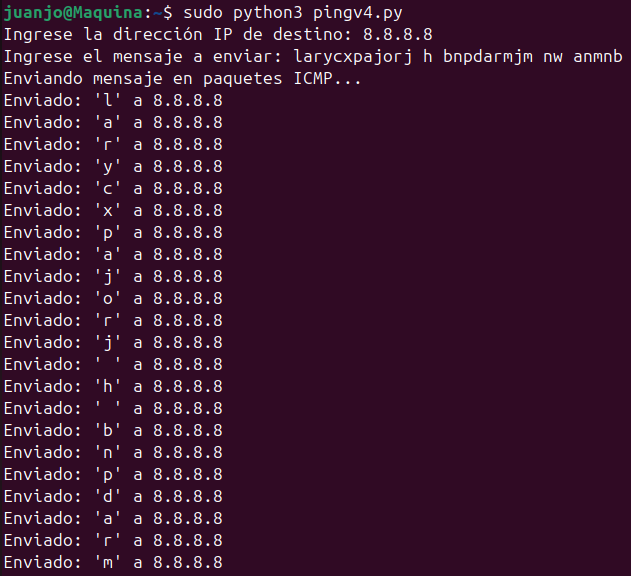 juanjo@Maquina:~$ sudo python3 pingv4.py
Ingrese la dirección IP de destino: 8.8.8.8
Ingrese el mensaje a enviar: larycxpajorj h bnpdarmjm nw anmnb
Enviando mensaje en paquetes ICMP...
Enviado: 'l' a 8.8.8.8
Enviado: 'a' a 8.8.8.8
Enviado: 'r' a 8.8.8.8
Enviado: 'y' a 8.8.8.8
Enviado: 'c' a 8.8.8.8
Enviado: 'x' a 8.8.8.8
Enviado: 'p' a 8.8.8.8
Enviado: 'a' a 8.8.8.8
Enviado: 'j' a 8.8.8.8
Enviado: 'o' a 8.8.8.8
Enviado: 'r' a 8.8.8.8
Enviado: 'j' a 8.8.8.8
Enviado: ' ' a 8.8.8.8
Enviado: 'h' a 8.8.8.8
Enviado: ' ' a 8.8.8.8
Enviado: 'b' a 8.8.8.8
Enviado: 'n' a 8.8.8.8
Enviado: 'p' a 8.8.8.8
Enviado: 'd' a 8.8.8.8
Enviado: 'a' a 8.8.8.8
Enviado: 'r' a 8.8.8.8
Enviado: 'm' a 8.8.8.8